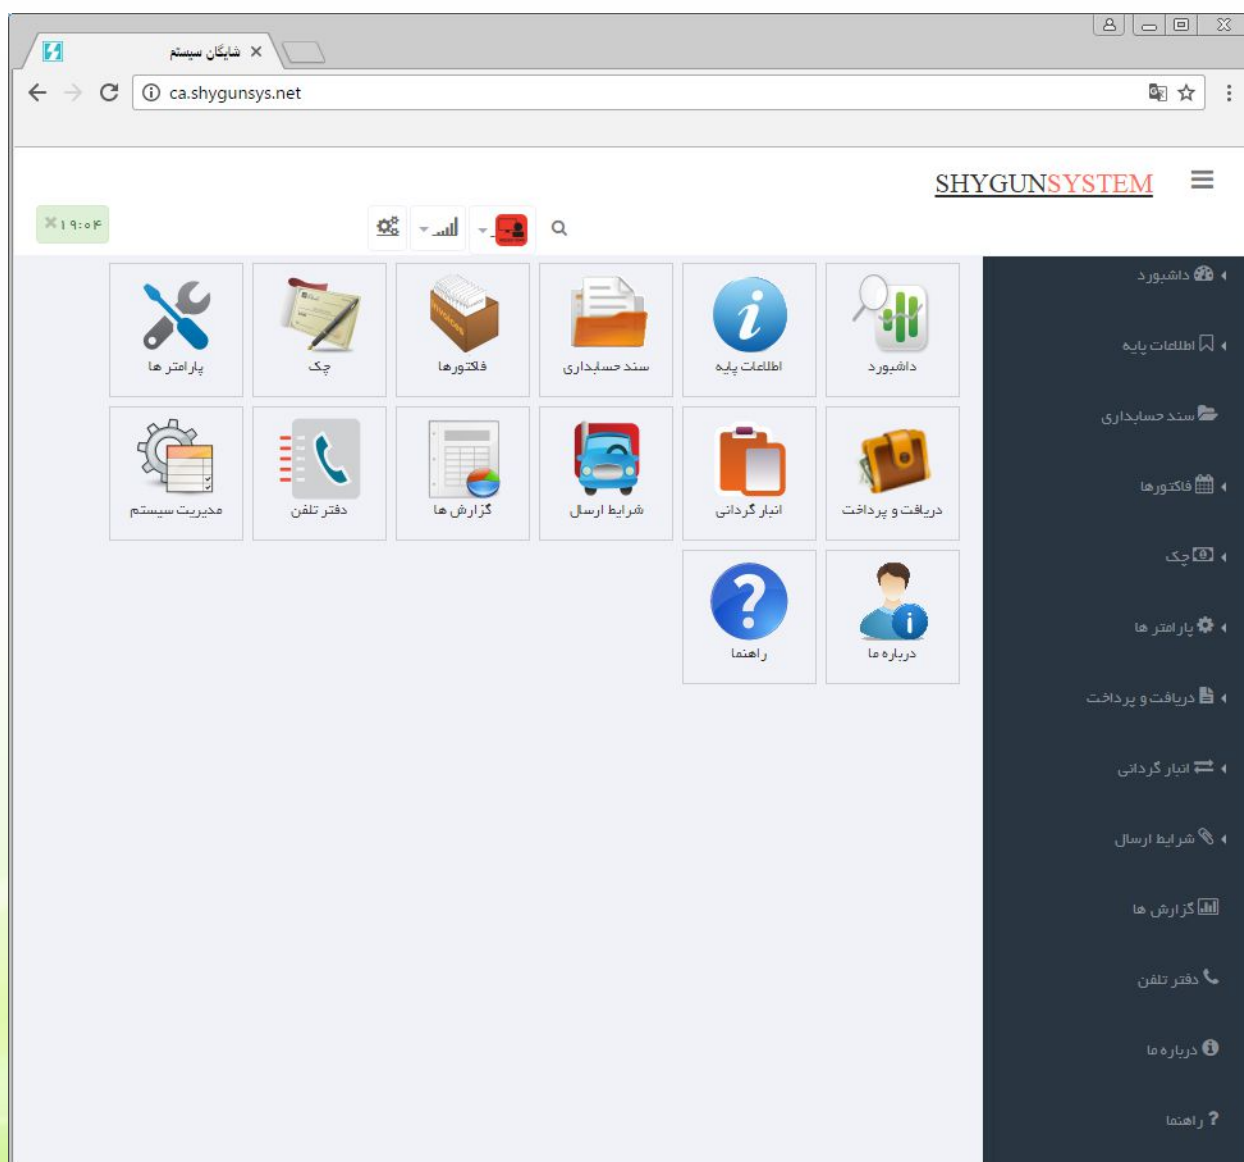 شایگان سیستم
ca.shygunsys.net
SHYGUNSYSTEM
۱۹:۰۴
داشبورد
اطلاعات پایه
سند حسابداری
فاکتورها
چک
پارامتر ها
دریافت و پرداخت
انبار گردانی
شرایط ارسال
گزارش ها
دفتر تلفن
مدیریت سیستم
درباره ما
راهنما
داشبورد
اطلاعات پایه
سند حسابداری
فاکتورها
چک
پارامتر ها
دریافت و پرداخت
انبار گردانی
شرایط ارسال
گزارش ها
دفتر تلفن
درباره ما
راهنما